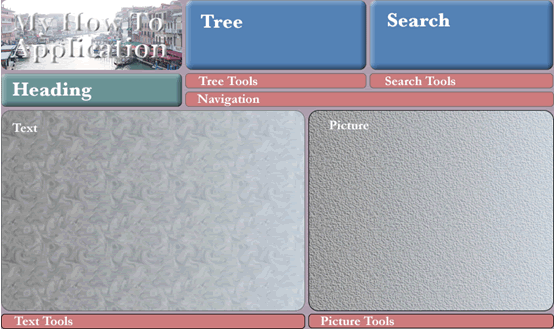 My How To
Application
Tree
Search
Tree Tools
Search Tools
Heading
Navigation
Text
Picture
Text Tools
Picture Tools